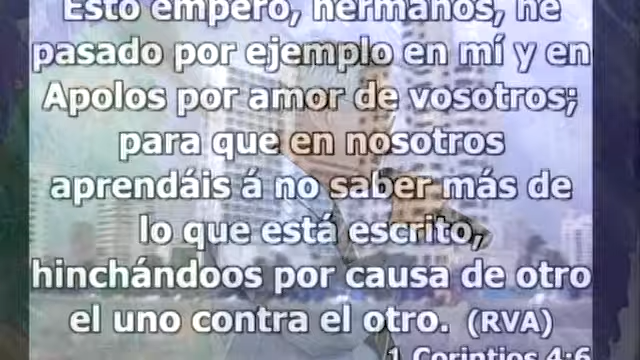 Esto empero, hermanos, he
pasado por ejemplo en mí y en
Apolos por amor de vosotros;
para que en nosotros
aprendáis á no saber más de
lo que está escrito,
hinchándoos por causa de otro
el uno contra el otro. (RVA)
1 Corintios 4:6